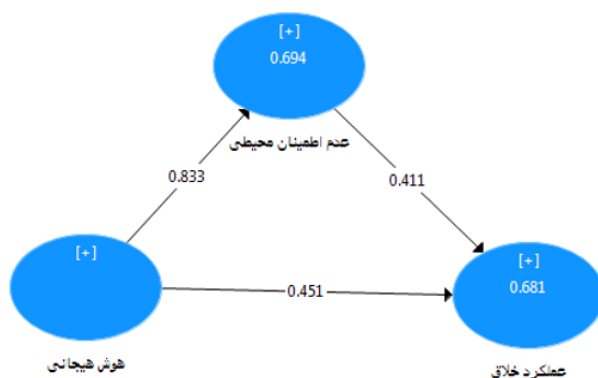 [+]
0.694
عدم اطمینان محیطی
0.833
0.411
[+]
[+]
0.451
0.681
هوش هیجانی
عملکرد خلاق